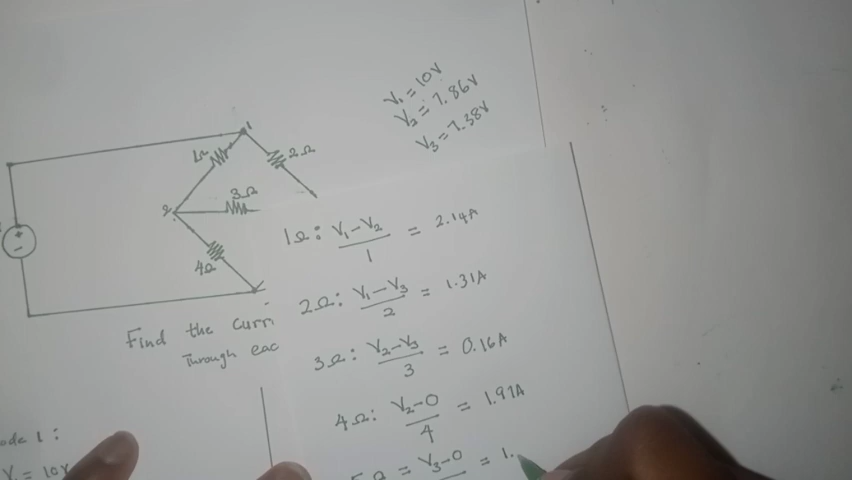 V₁ = 10V
V₂ = 7.86V
V₃ = 7.38V
1
1Ω
2Ω
2
3Ω
4Ω
1Ω: V₁-V₂/1 = 2.14A
2Ω: V₁-V₃/2 = 1.31A
3Ω: V₂-V₃/3 = 0.16A
4Ω: V₂-0/4 = 1.97A
5Ω = V₃-0 = 1.
Find the Curr
Through eac
ode 1:
V₁ = 10V